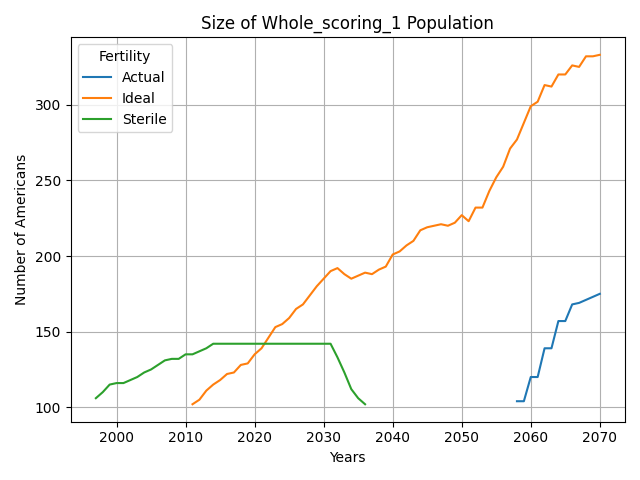 Size of Whole_scoring_1 Population
Fertility
Actual
Ideal
Sterile
Number of Americans
300
250
200
150
100
2000 2010 2020 2030 2040 2050 2060 2070
Years